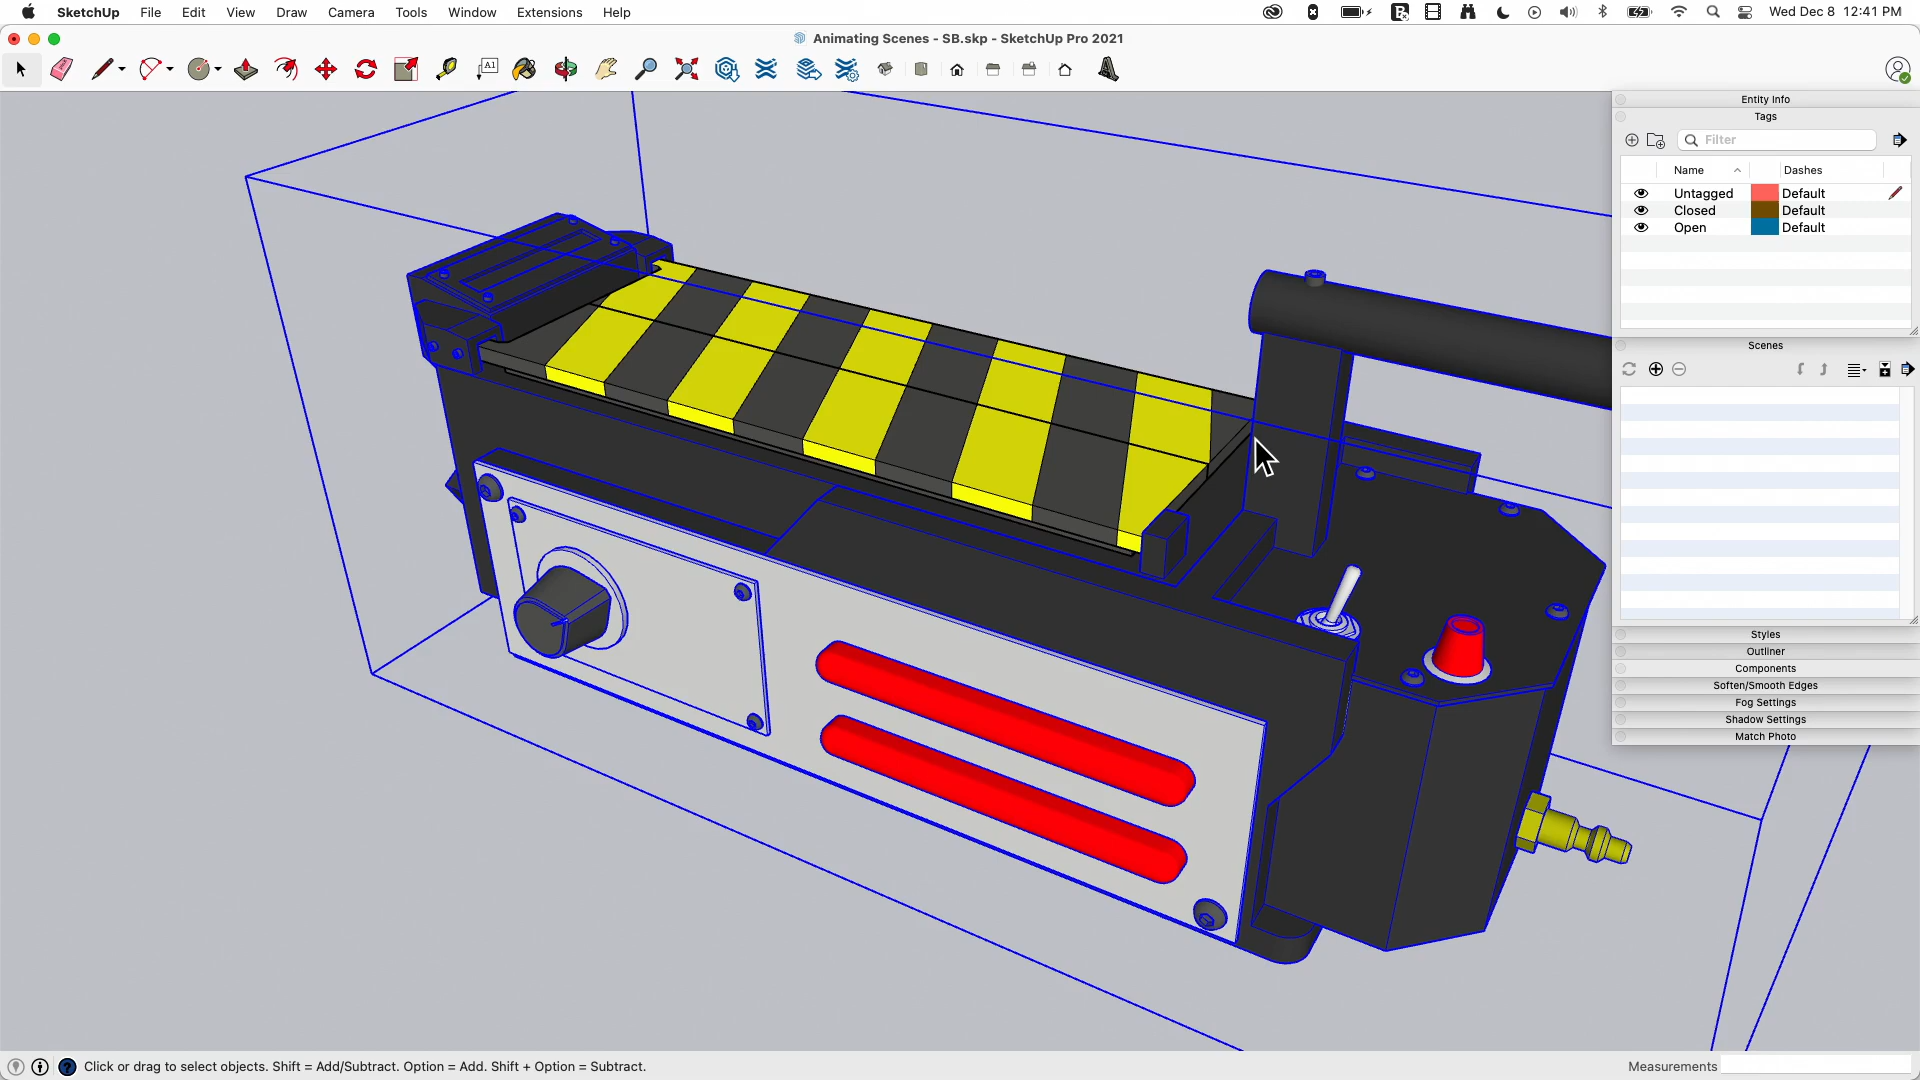 SketchUp File Edit View Draw Camera Tools Window Extensions Help Wed Dec 8 12:41 PM
Animating Scenes - SB.skp - SketchUp Pro 2021
A1
Entity Info
Tags
Filter
Name Dashes
Untagged Default
Closed Default
Open Default
Scenes
Styles
Outliner
Components
Soften/Smooth Edges
Fog Settings
Shadow Settings
Match Photo
Click or drag to select objects. Shift = Add/Subtract. Option = Add. Shift + Option = Subtract. Measurements